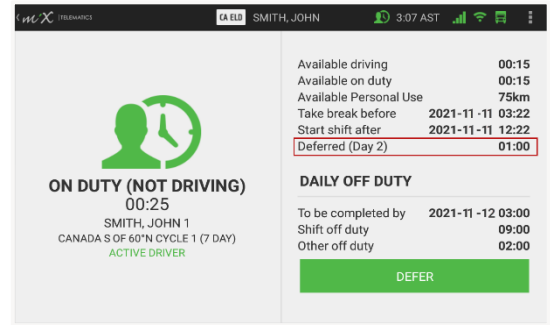 mX TELEMATICS
CA ELD SMITH, JOHN
3:07 AST
ON DUTY (NOT DRIVING)
00:25
SMITH, JOHN 1
CANADA S OF 60°N CYCLE 1 (7 DAY)
ACTIVE DRIVER
Available driving 00:15
Available on duty 00:15
Available Personal Use 75km
Take break before 2021-11-11 03:22
Start shift after 2021-11-11 12:22
Deferred (Day 2) 01:00
DAILY OFF DUTY
To be completed by 2021-11-12 03:00
Shift off duty 09:00
Other off duty 02:00
DEFER